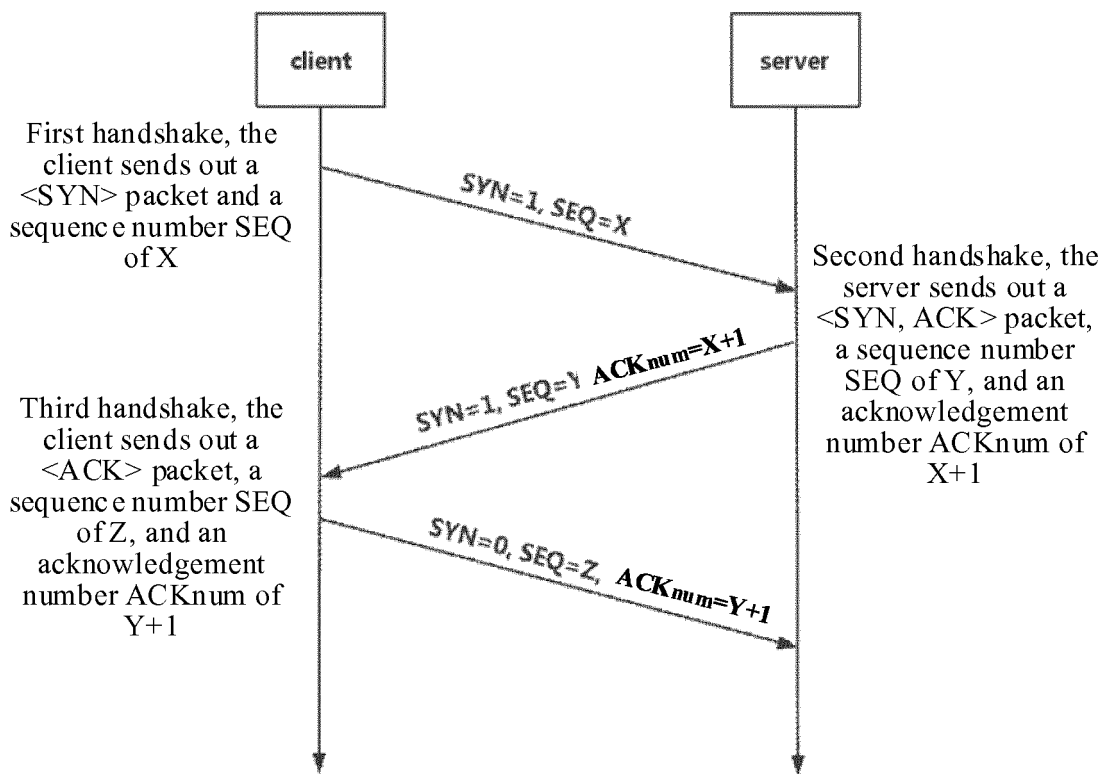 client
server
First handshake, the
client sends out a
<SYN> packet and a
sequence number SEQ
of X
SYN=1, SEQ=X
Second handshake, the
server sends out a
<SYN, ACK> packet,
a sequence number
SEQ of Y, and an
acknowledgement
number ACKnum of
X+1
SYN=1, SEQ=Y ACKnum=X+1
Third handshake, the
client sends out a
<ACK> packet, a
sequence number SEQ
of Z, and an
acknowledgement
number ACKnum of
Y+1
SYN=0, SEQ=Z, ACKnum=Y+1